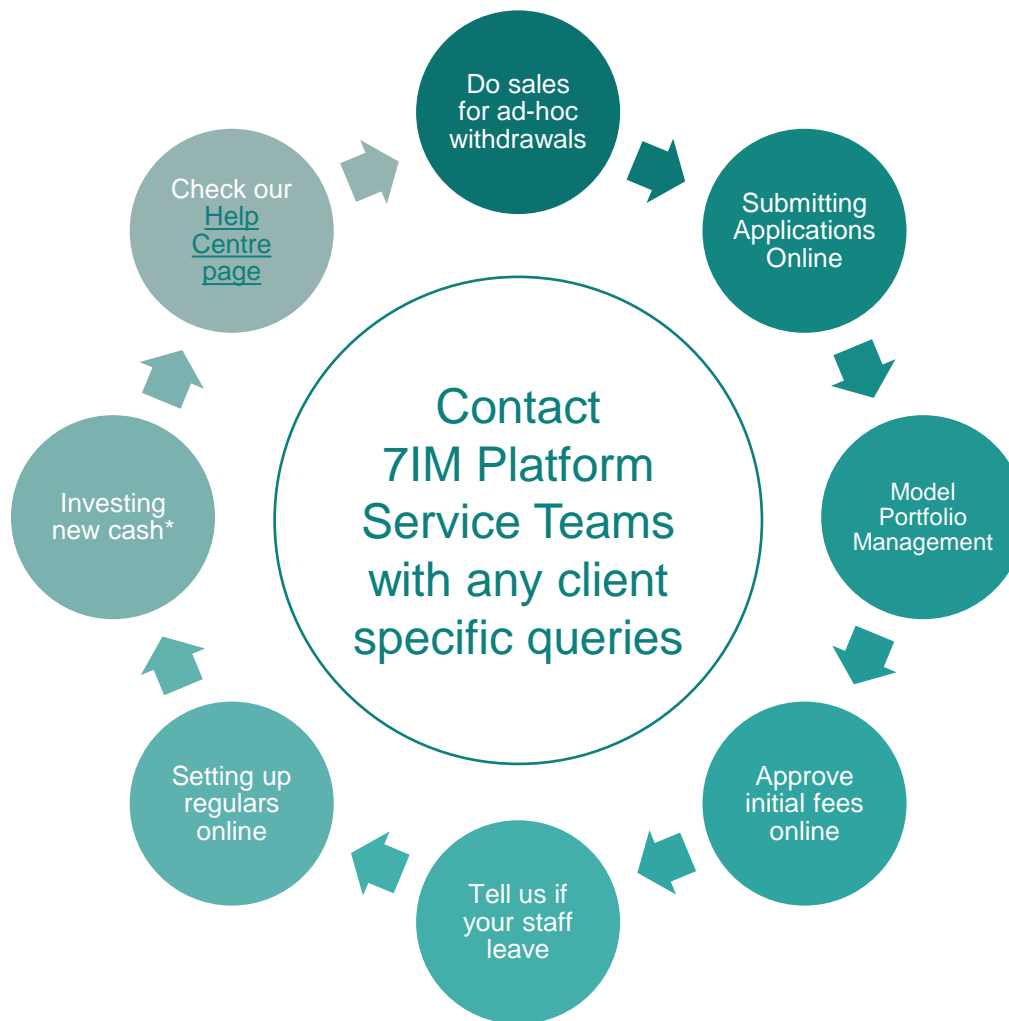 Do sales
for ad-hoc
withdrawals
Submitting
Applications
Online
Model
Portfolio
Management
Approve
initial fees
online
Tell us if
your staff
leave
Setting up
regulars
online
Investing
new cash*
Check our
Help
Centre
page
Contact
7IM Platform
Service Teams
with any client
specific queries